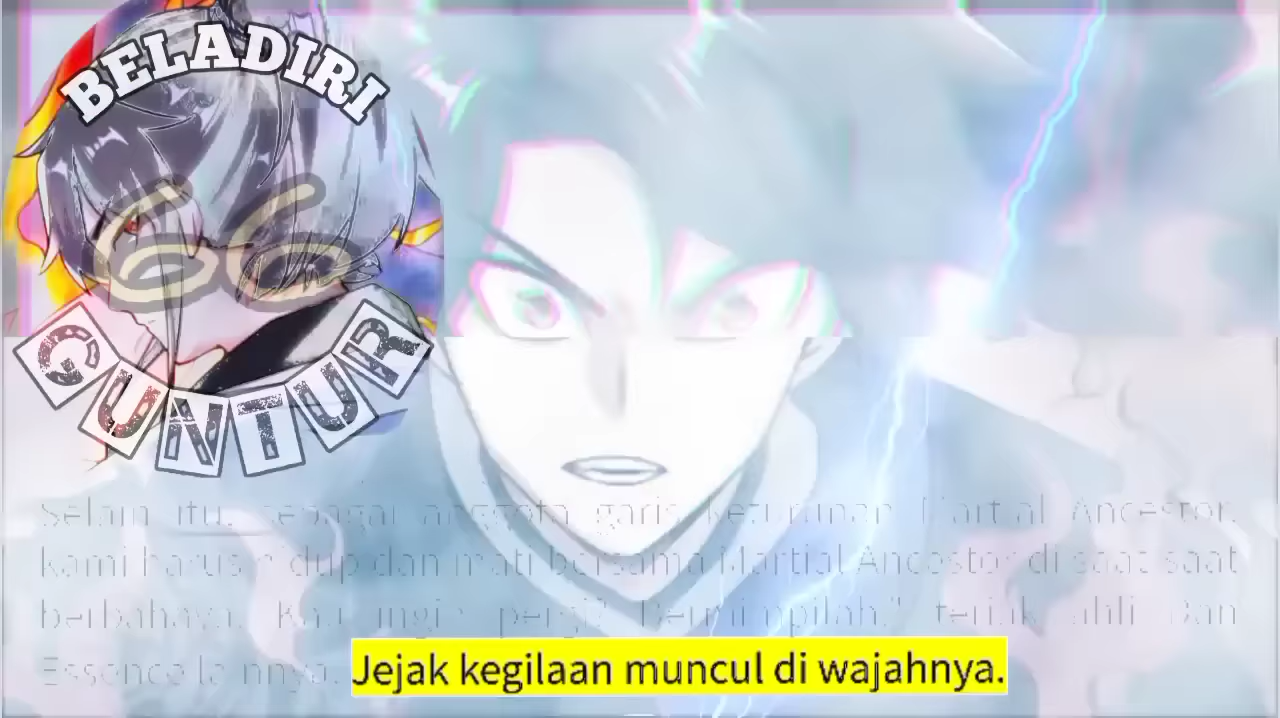 BELADIRI
66
GUNTUR
Selain itu, sebagai anggota garis keturunan Martial Ancestor,
kami harus hidup dan mati bersama Martial Ancestor di saat saat
berbahaya. Kau ingin pergi? Bermimpilah." teriak ahli Dan
Essence lainnya.
Jejak kegilaan muncul di wajahnya.